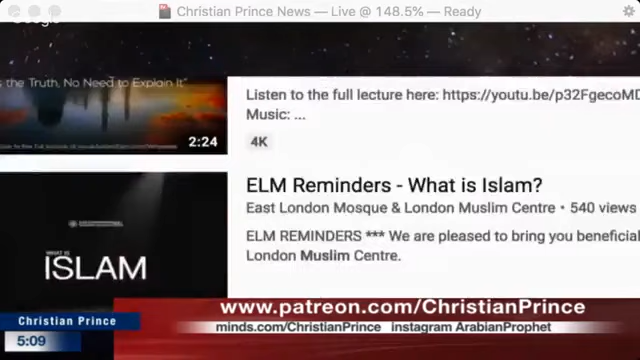 Christian Prince News — Live @ 148.5% — Ready
Google
s the Truth, No Need to Explain It"
2:24
Listen to the full lecture here: https://youtu.be/p32FgecoMD
Music: ...
4K
ELM Reminders - What is Islam?
East London Mosque & London Muslim Centre • 540 views
ELM REMINDERS *** We are pleased to bring you beneficial
London Muslim Centre.
WHAT IS
ISLAM
www.patreon.com/ChristianPrince
Christian Prince
minds.com/ChristianPrince instagram ArabianProphet
5:09